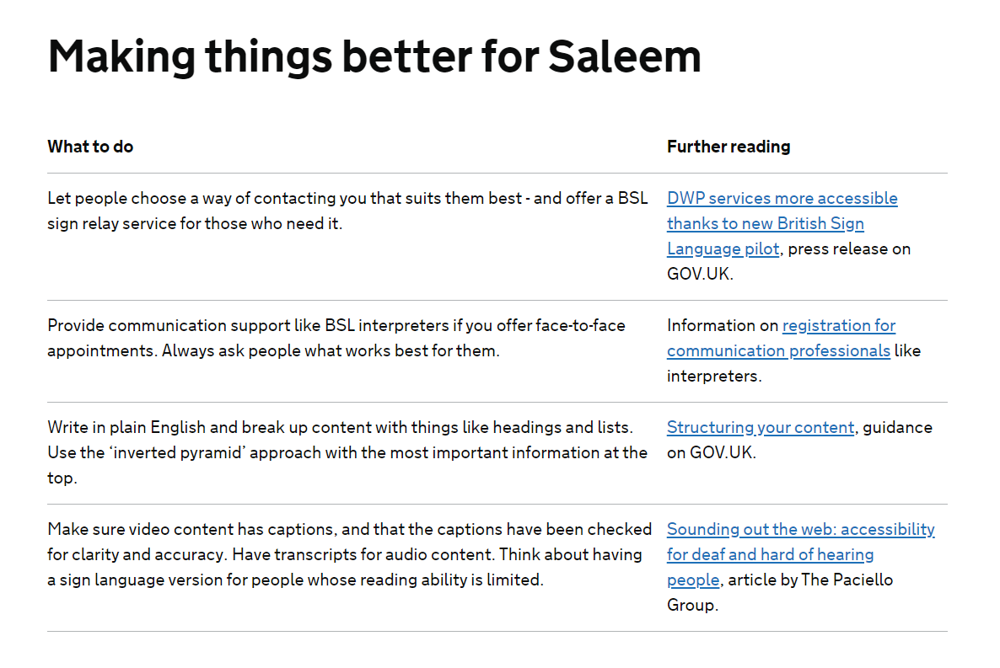 Making things better for Saleem
What to do
Further reading
Let people choose a way of contacting you that suits them best - and offer a BSL
sign relay service for those who need it.
DWP services more accessible
thanks to new British Sign
Language pilot, press release on
GOV.UK.
Provide communication support like BSL interpreters if you offer face-to-face
appointments. Always ask people what works best for them.
Information on registration for
communication professionals like
interpreters.
Write in plain English and break up content with things like headings and lists.
Use the ‘inverted pyramid’ approach with the most important information at the
top.
Structuring your content, guidance
on GOV.UK.
Make sure video content has captions, and that the captions have been checked
for clarity and accuracy. Have transcripts for audio content. Think about having
a sign language version for people whose reading ability is limited.
Sounding out the web: accessibility
for deaf and hard of hearing
people, article by The Paciello
Group.